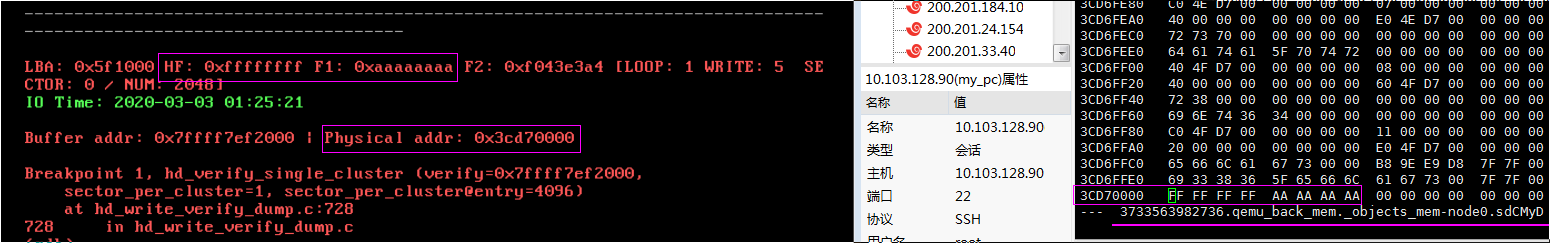 LBA: 0x5f1000 HF: 0xffffffff F1: 0xaaaaaaaa F2: 0xf043e3a4 [LOOP: 1 WRITE: 5  SE
CTOR: 0 / NUM: 2048]
IO Time: 2020-03-03 01:25:21
Buffer addr: 0x7ffff7ef2000 | Physical addr: 0x3cd70000
Breakpoint 1, hd_verify_single_cluster (verify=0x7ffff7ef2000,
    sector_per_cluster=1, sector_per_cluster@entry=4096)
    at hd_write_verify_dump.c:728
728     in hd_write_verify_dump.c
200.201.184.10
200.201.24.154
200.201.33.40
10.103.128.90(my_pc)属性
名称 值
名称 10.103.128.90
类型 会话
主机 10.103.128.90
端口 22
协议 SSH
3CD6FE80 C0 4E D7 00 00 00 00 00 07 00 00 00 00 00 00 00
3CD6FEA0 40 00 00 00 00 00 00 00 E0 4E D7 00 00 00 00 00
3CD6FEC0 72 73 70 00 00 00 00 00 00 00 00 00 00 00 00 00
3CD6FEE0 64 61 74 61 5F 70 74 72 00 00 00 00 00 00 00 00
3CD6FF00 40 4F D7 00 00 00 00 00 08 00 00 00 00 00 00 00
3CD6FF20 40 00 00 00 00 00 00 00 60 4F D7 00 00 00 00 00
3CD6FF40 72 38 00 00 00 00 00 00 00 00 00 00 00 00 00 00
3CD6FF60 69 6E 74 36 34 00 00 00 00 00 00 00 00 00 00 00
3CD6FF80 C0 4F D7 00 00 00 00 00 11 00 00 00 00 00 00 00
3CD6FFA0 20 00 00 00 00 00 00 00 E0 4F D7 00 00 00 00 00
3CD6FFC0 65 66 6C 61 67 73 00 00 B8 9E E9 D8 7F 7F 00 00
3CD6FFE0 69 33 38 36 5F 65 66 6C 61 67 73 00 7F 7F 00 00
3CD70000 FF FF FF FF AA AA AA AA 00 00 00 00 00 00 00 00
--- 3733563982736.qemu_back_mem._objects_mem-node0.sdCMyD